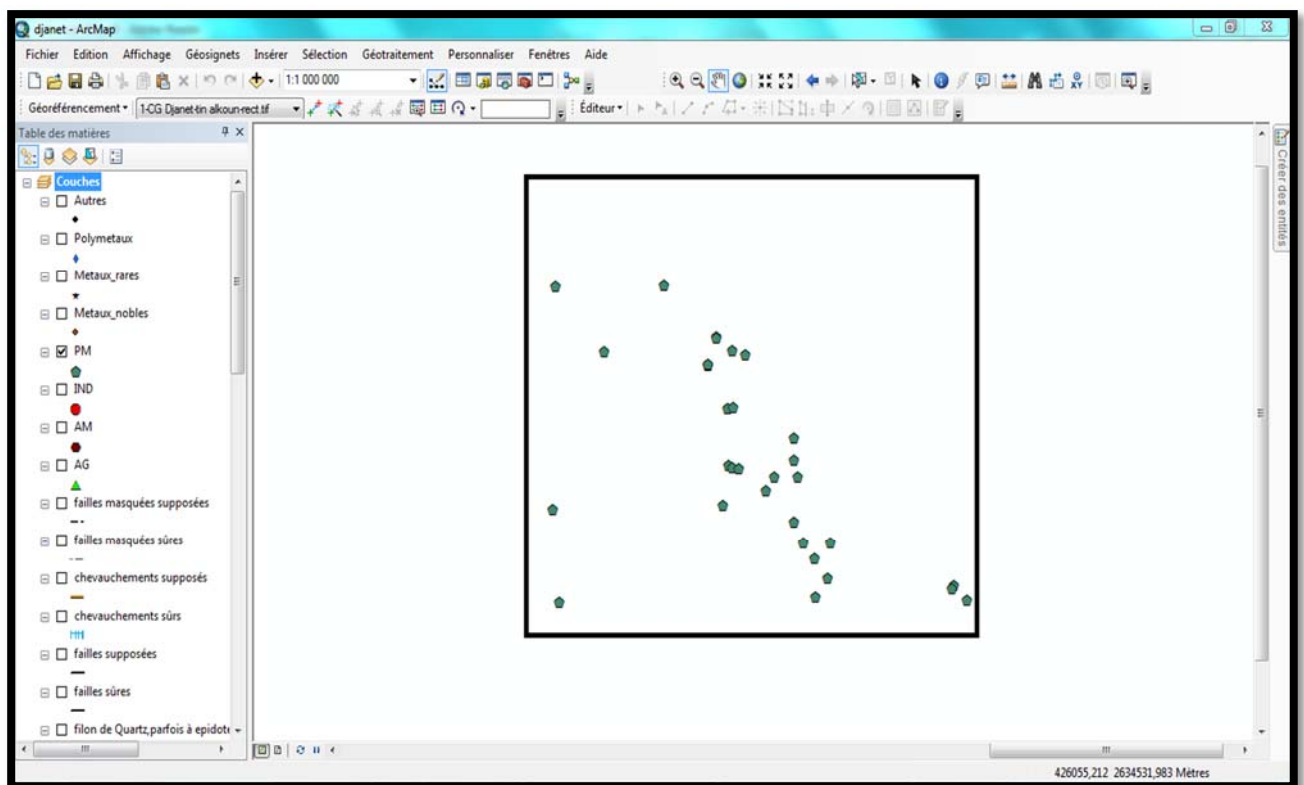 djanet - ArcMap
Fichier Edition Affichage Géosignets Insérer Sélection Géotraitement Personnaliser Fenêtres Aide
1:1 000 000
Géoréférencement 1-CG Djanet-tin alkoun-rect.tif Éditeur
Table des matières
Couches
Autres
Polymetaux
Metaux_rares
Metaux_nobles
PM
IND
AM
AG
failles masquées supposées
failles masquées sûres
chevauchements supposés
chevauchements sûrs
failles supposées
failles sûres
filon de Quartz,parfois à epidote
Créer des entités
426055,212 2634531,983 Mètres